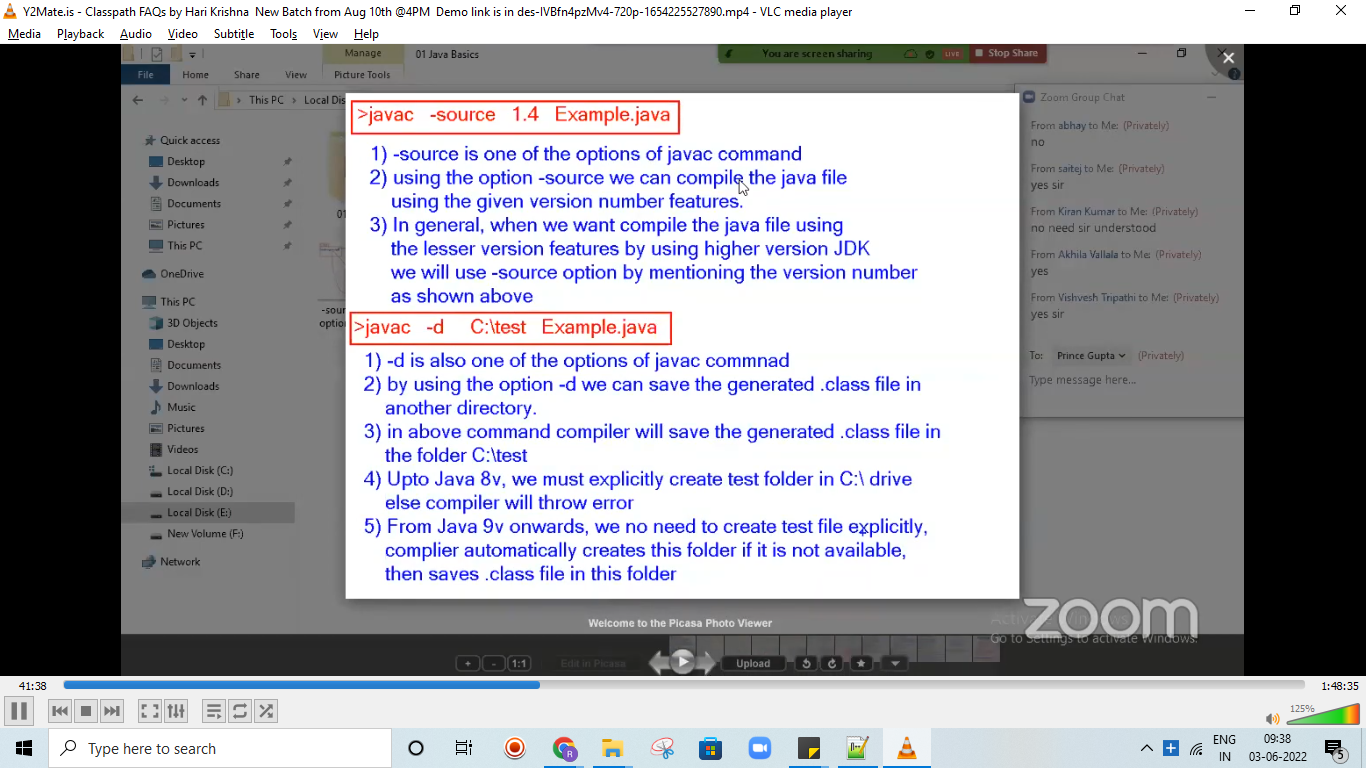 Y2Mate.is - Classpath FAQs by Hari Krishna  New Batch from Aug 10th @4PM  Demo link is in des-IVBfn4pzMv4-720p-1654225527890.mp4 - VLC media player
Media Playback Audio Video Subtitle Tools View Help
Manage 01 Java Basics
You are screen sharing LIVE Stop Share
File Home Share View Picture Tools
This PC Local Dis
>javac -source 1.4 Example.java
1) -source is one of the options of javac command
2) using the option -source we can compile the java file
using the given version number features.
3) In general, when we want compile the java file using
the lesser version features by using higher version JDK
we will use -source option by mentioning the version number
as shown above
>javac -d C:\test Example.java
1) -d is also one of the options of javac commnad
2) by using the option -d we can save the generated .class file in
another directory.
3) in above command compiler will save the generated .class file in
the folder C:\test
4) Upto Java 8v, we must explicitly create test folder in C:\ drive
else compiler will throw error
5) From Java 9v onwards, we no need to create test file explicitly,
complier automatically creates this folder if it is not available,
then saves .class file in this folder
Quick access
Desktop
Downloads
Documents
Pictures
This PC
OneDrive
This PC
3D Objects
Desktop
Documents
Downloads
Music
Pictures
Videos
Local Disk (C:)
Local Disk (D:)
Local Disk (E:)
New Volume (F:)
Network
01
-sour
option
Zoom Group Chat
From abhay to Me: (Privately)
no
From saitej to Me: (Privately)
yes sir
From Kiran Kumar to Me: (Privately)
no need sir understood
From Akhila Vallala to Me: (Privately)
yes
From Vishvesh Tripathi to Me: (Privately)
yes sir
To: Prince Gupta (Privately)
Type message here...
Welcome to the Picasa Photo Viewer
zoom
Activate Windows
Go to Settings to activate Windows.
+ - 1:1 Edit in Picasa Upload
41:38 1:48:35
125%
Type here to search
ENG
IN
09:38
03-06-2022
5